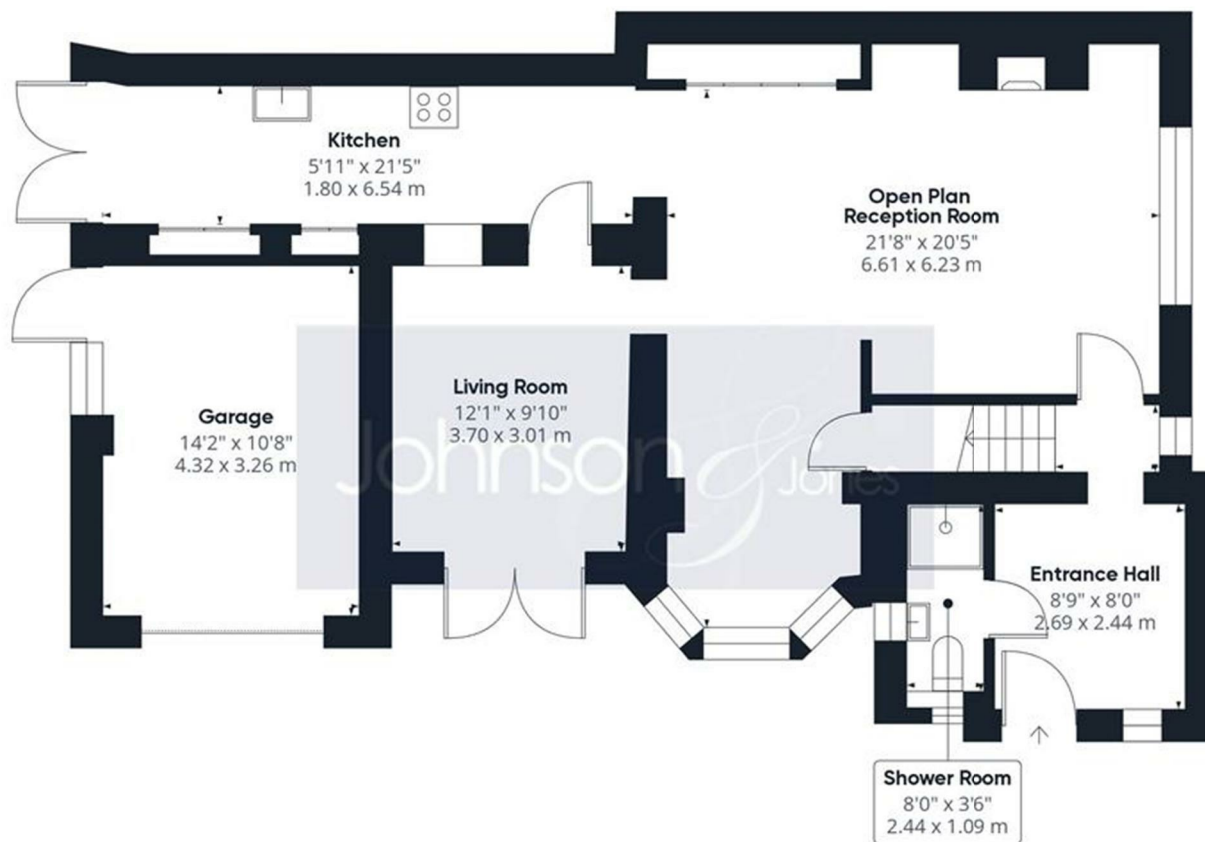 Kitchen
5'11" x 21'5"
1.80 x 6.54 m
Open Plan
Reception Room
21'8" x 20'5"
6.61 x 6.23 m
Living Room
12'1" x 9'10"
3.70 x 3.01 m
Garage
14'2" x 10'8"
4.32 x 3.26 m
Johnson & Jones
Entrance Hall
8'9" x 8'0"
2.69 x 2.44 m
Shower Room
8'0" x 3'6"
2.44 x 1.09 m